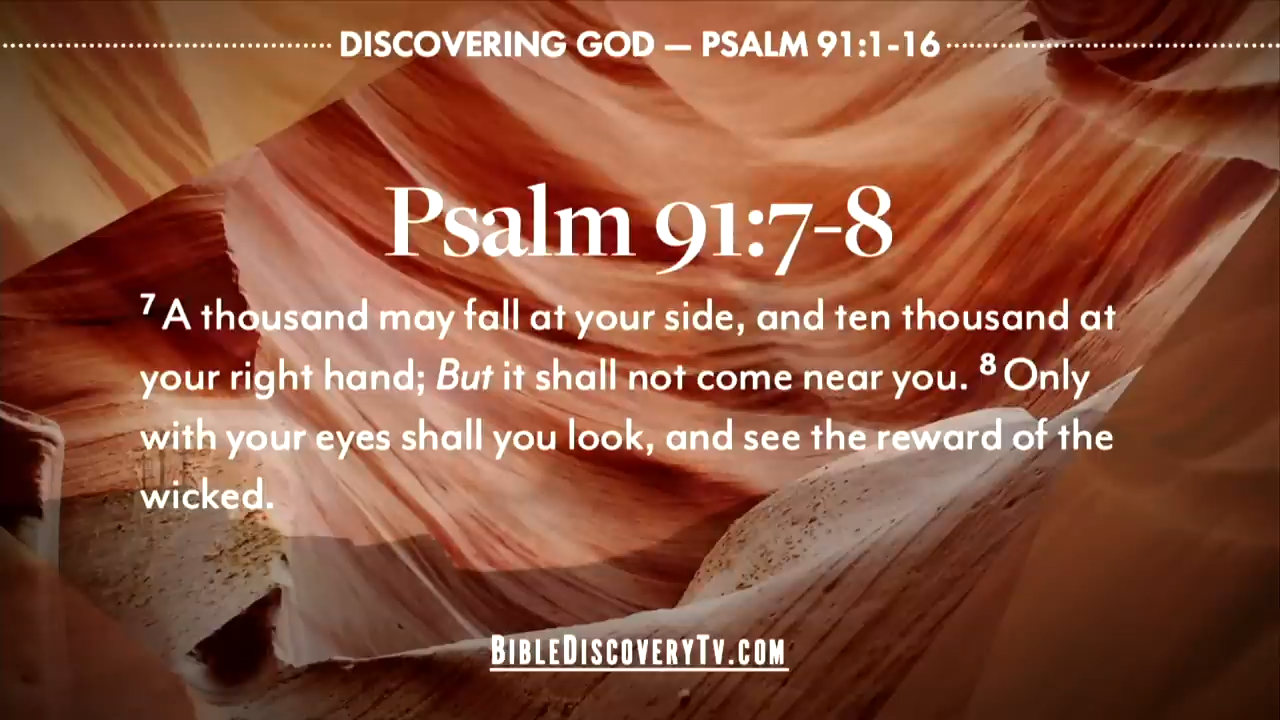 DISCOVERING GOD — PSALM 91:1-16
Psalm 91:7-8
7 A thousand may fall at your side, and ten thousand at
your right hand; But it shall not come near you. 8 Only
with your eyes shall you look, and see the reward of the
wicked.
BIBLEDISCOVERYTV.COM